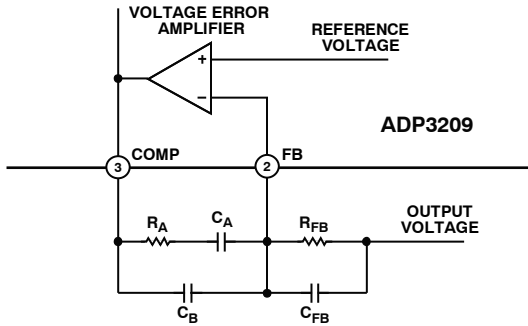 VOLTAGE ERROR
AMPLIFIER
REFERENCE
VOLTAGE
+
−
ADP3209
3
COMP
2
FB
RA
CA
RFB
OUTPUT
VOLTAGE
CB
CFB